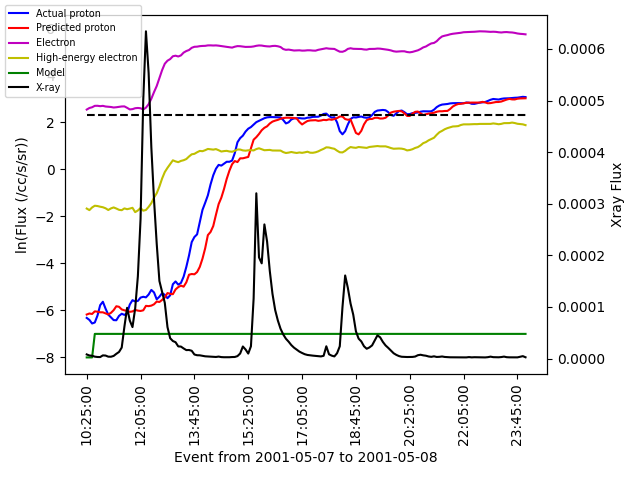 Actual proton
Predicted proton
Electron
High-energy electron
Model
X-ray
2
0
−2
−4
−6
−8
ln(Flux (/cc/s/sr))
0.0006
0.0005
0.0004
0.0003
0.0002
0.0001
0.0000
Xray Flux
10:25:00
12:05:00
13:45:00
15:25:00
17:05:00
18:45:00
20:25:00
22:05:00
23:45:00
Event from 2001-05-07 to 2001-05-08